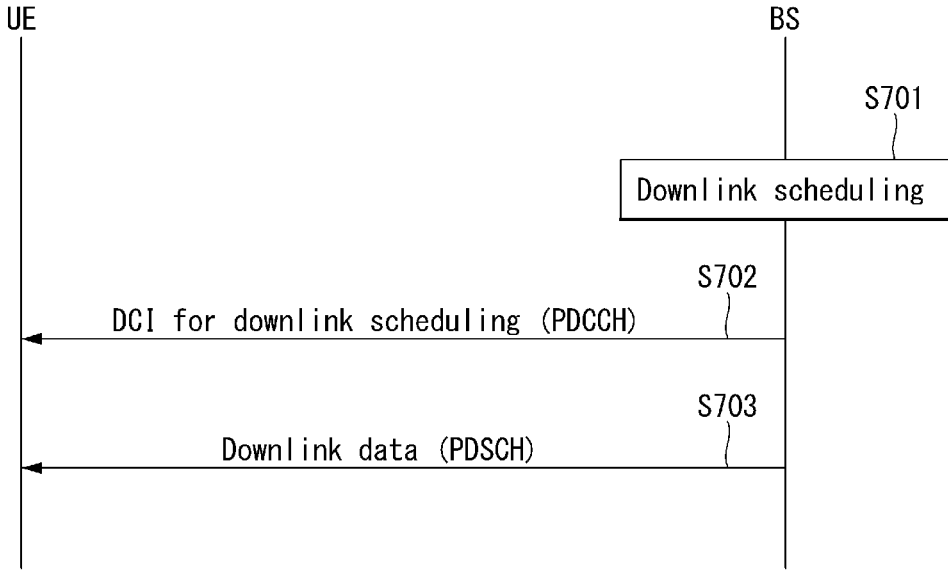 UE
BS
S701
Downlink scheduling
S702
DCI for downlink scheduling (PDCCH)
S703
Downlink data (PDSCH)